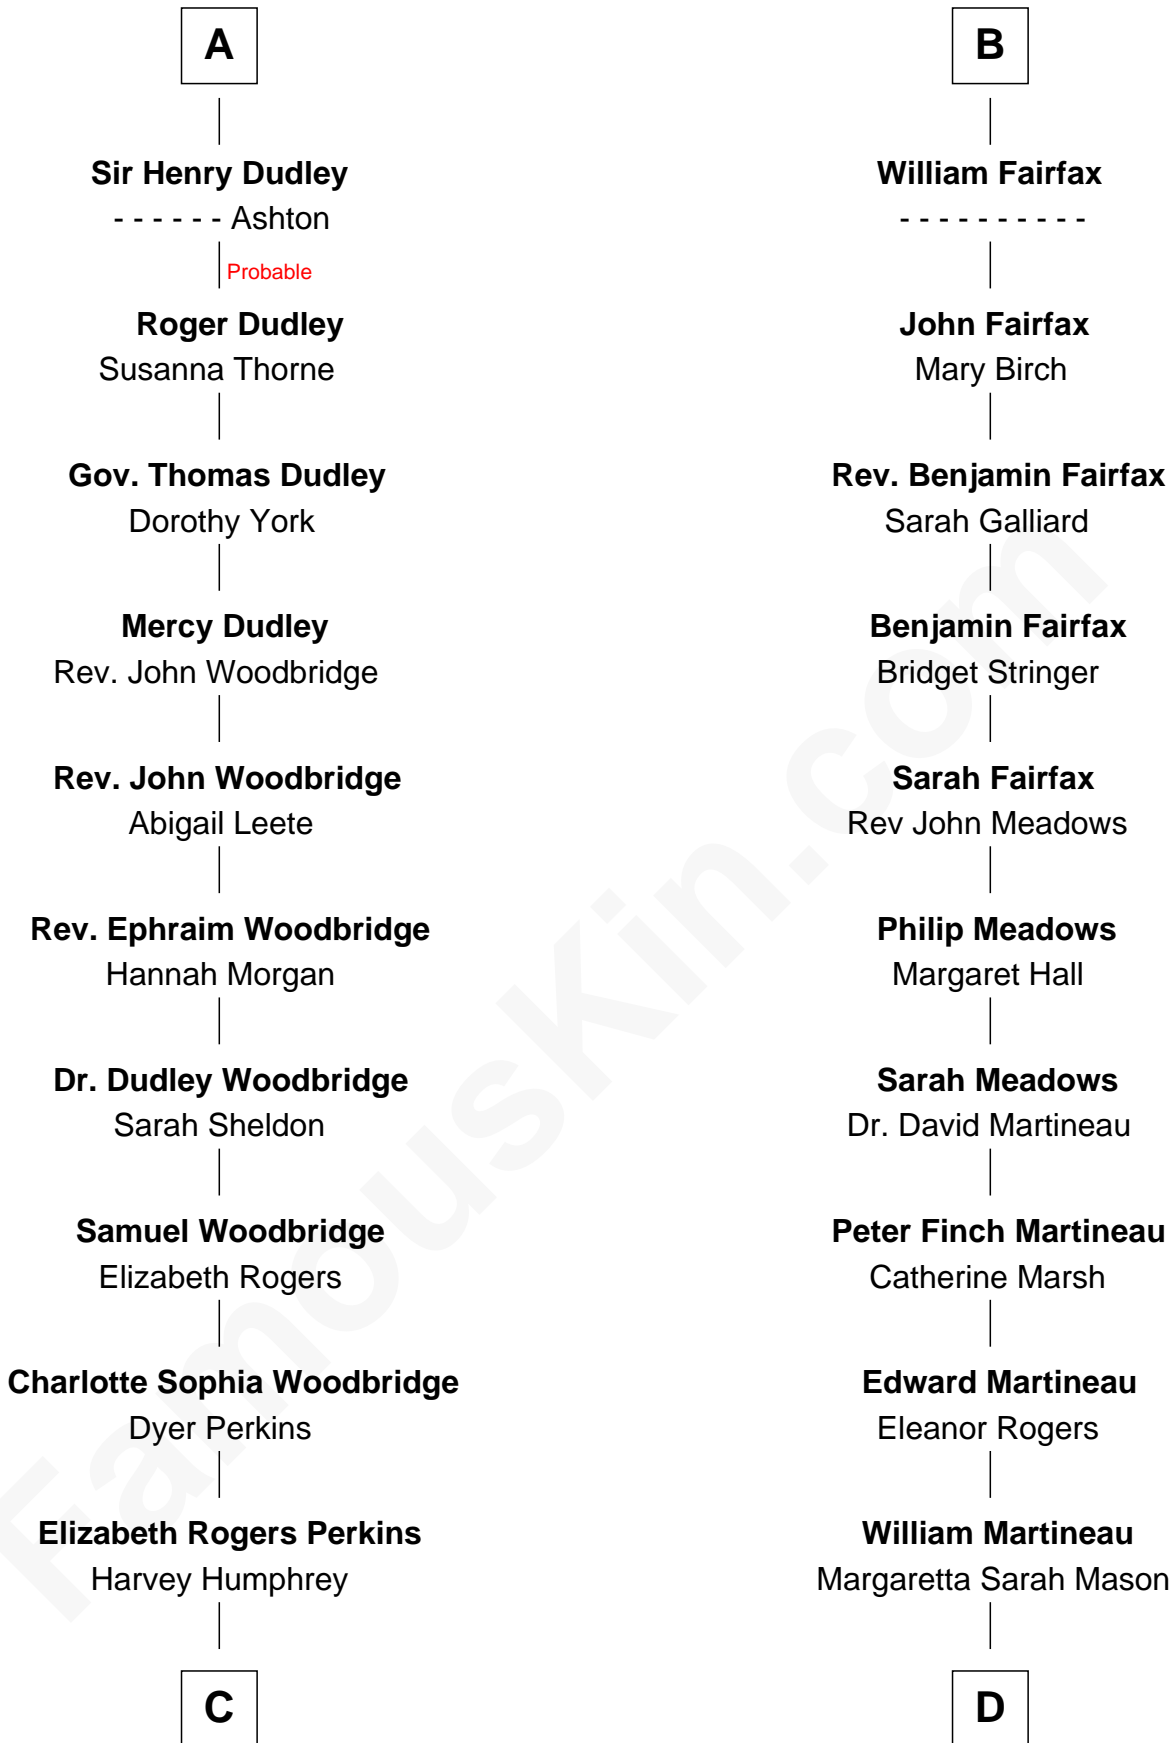 A
Sir Henry Dudley
- - - - - - Ashton
Probable
Roger Dudley
Susanna Thorne
Gov. Thomas Dudley
Dorothy York
Mercy Dudley
Rev. John Woodbridge
Rev. John Woodbridge
Abigail Leete
Rev. Ephraim Woodbridge
Hannah Morgan
Dr. Dudley Woodbridge
Sarah Sheldon
Samuel Woodbridge
Elizabeth Rogers
Charlotte Sophia Woodbridge
Dyer Perkins
Elizabeth Rogers Perkins
Harvey Humphrey
C
B
William Fairfax
- - - - - - - - - -
John Fairfax
Mary Birch
Rev. Benjamin Fairfax
Sarah Galliard
Benjamin Fairfax
Bridget Stringer
Sarah Fairfax
Rev John Meadows
Philip Meadows
Margaret Hall
Sarah Meadows
Dr. David Martineau
Peter Finch Martineau
Catherine Marsh
Edward Martineau
Eleanor Rogers
William Martineau
Margaretta Sarah Mason
D
FamousKin.com